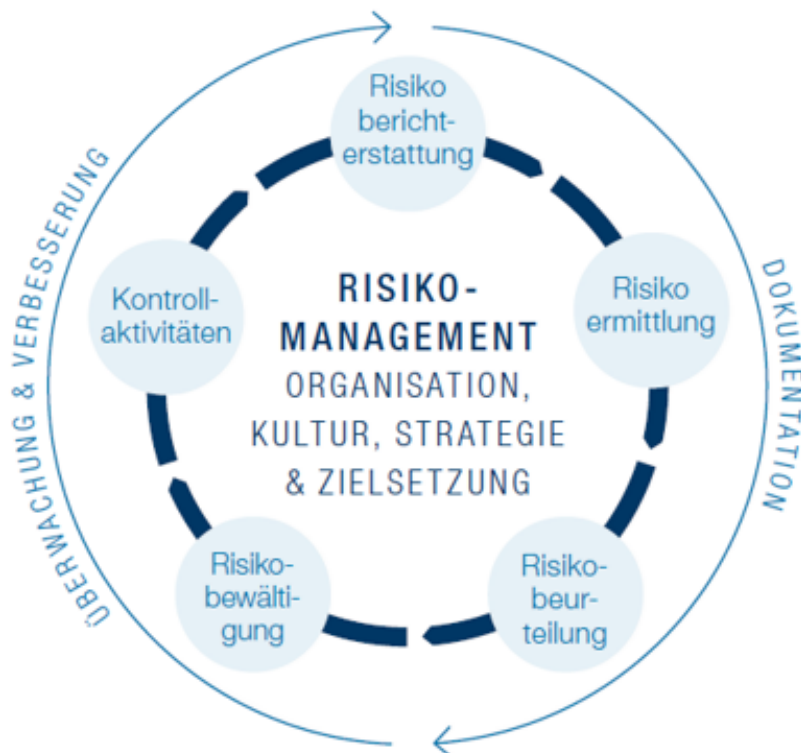 Risiko
bericht-
erstattung
Risiko
ermittlung
Risiko-
beur-
teilung
Risiko-
bewälti-
gung
Kontroll-
aktivitäten
RISIKO-
MANAGEMENT
ORGANISATION,
KULTUR, STRATEGIE
& ZIELSETZUNG
DOKUMENTATION
ÜBERWACHUNG & VERBESSERUNG